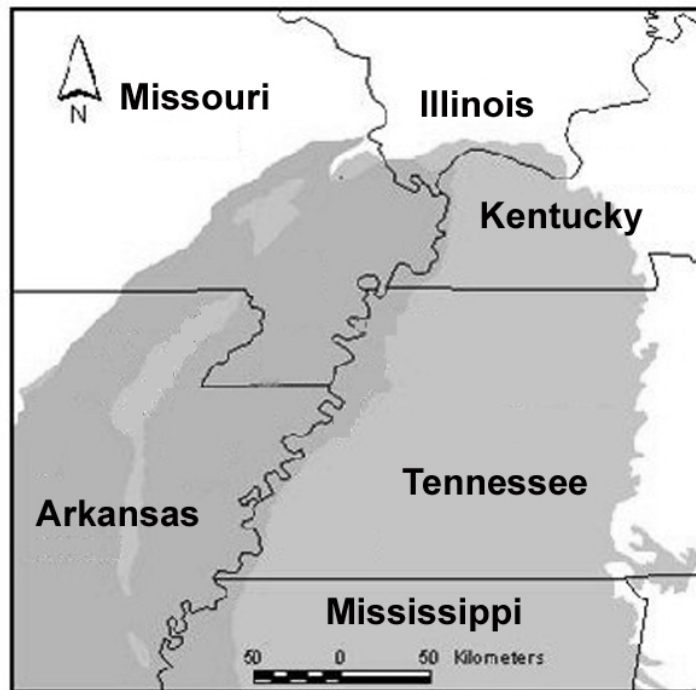 Missouri
Illinois
N
Kentucky
Tennessee
Arkansas
Mississippi
50 0 50 Kilometers